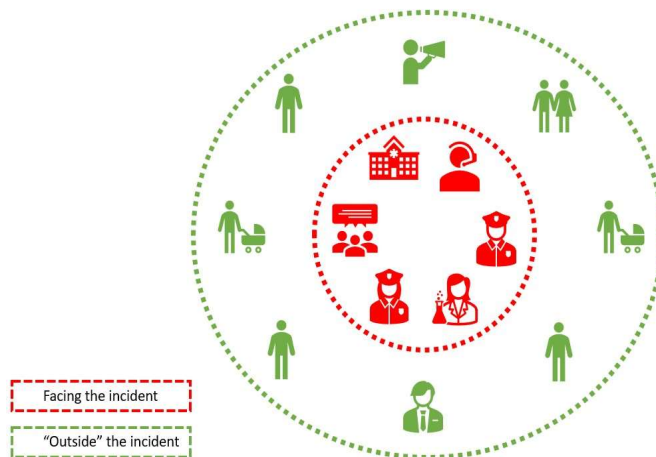 Facing the incident
“Outside” the incident